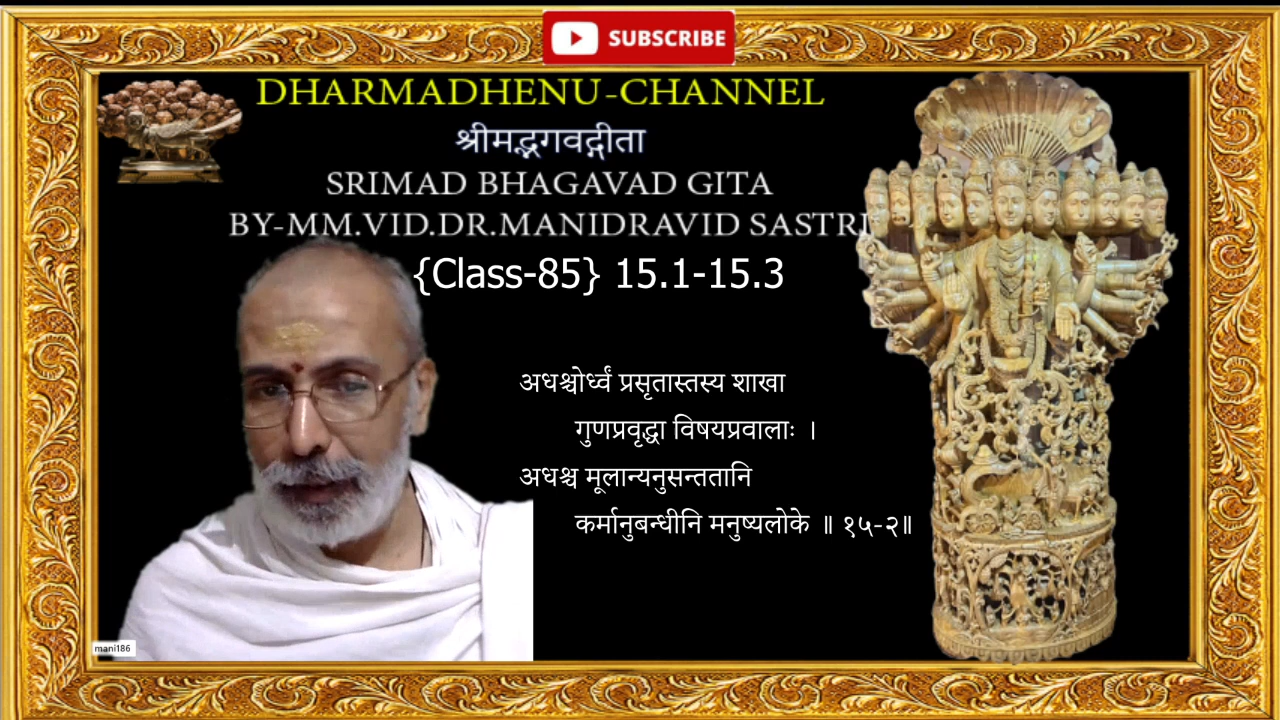 SUBSCRIBE
DHARMADHENU-CHANNEL
श्रीमद्भगवद्गीता
SRIMAD BHAGAVAD GITA
BY-MM.VID.DR.MANIDRAVID SASTRI
{Class-85} 15.1-15.3
अधश्चोर्ध्वं प्रसृतास्तस्य शाखा
गुणप्रवृद्धा विषयप्रवालाः ।
अधश्च मूलान्यनुसन्ततानि
कर्मानुबन्धीनि मनुष्यलोके ॥ १५-२॥
mani186